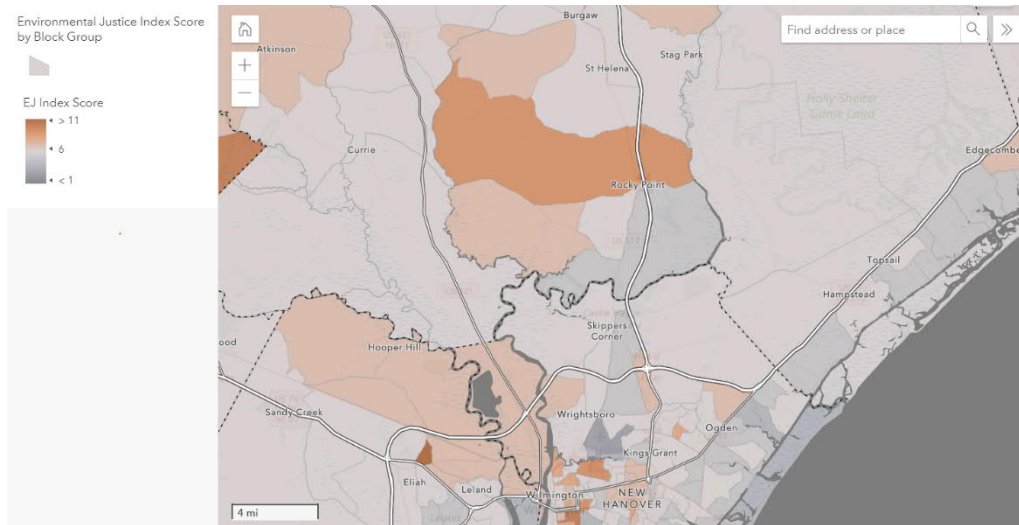 Environmental Justice Index Score
by Block Group
EJ Index Score
> 11
6
< 1
Find address or place
Burgaw
Atkinson
Stag Park
St Helena
Holly Shelter
Game Land
Currie
Edgecombe
Rocky Point
Topsail
Hampstead
Skippers
Corner
ood
Hooper Hill
Sandy Creek
Wrightsboro
Ogden
Kings Grant
Eliah
Leland
Wilmington
NEW
HANOVER
4 mi